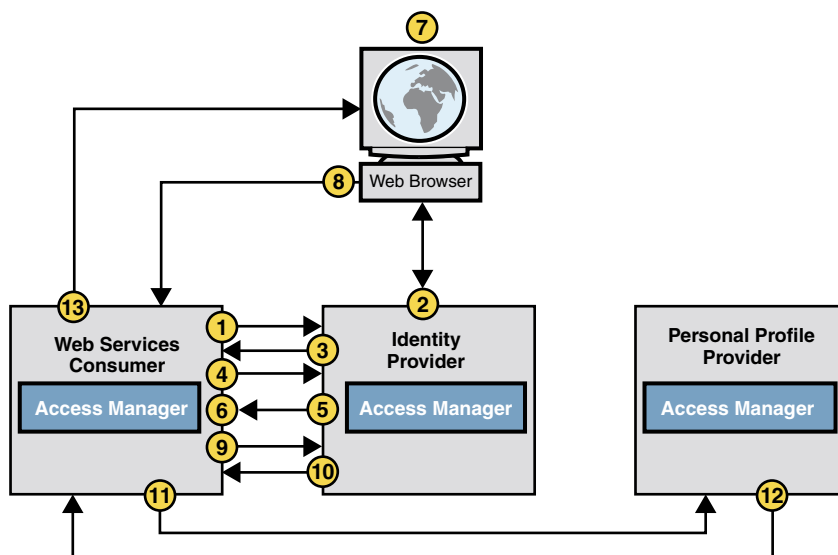 7
Web Browser
8
13
2
1
Web Services
Consumer
Identity
Provider
Personal Profile
Provider
3
4
Access Manager
6
5
Access Manager
Access Manager
9
10
11
12